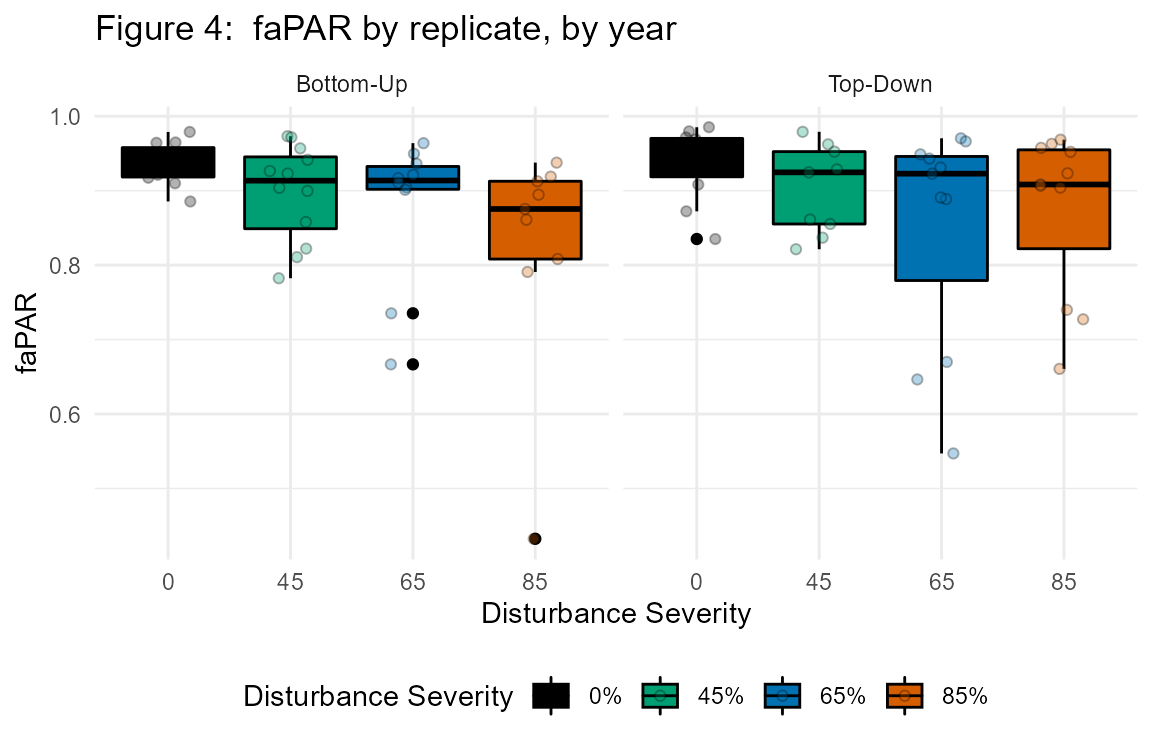 Figure 4:  faPAR by replicate, by year
Bottom-Up
Top-Down
1.0
0.8
0.6
faPAR
0 45 65 85
0 45 65 85
Disturbance Severity
Disturbance Severity 0% 45% 65% 85%